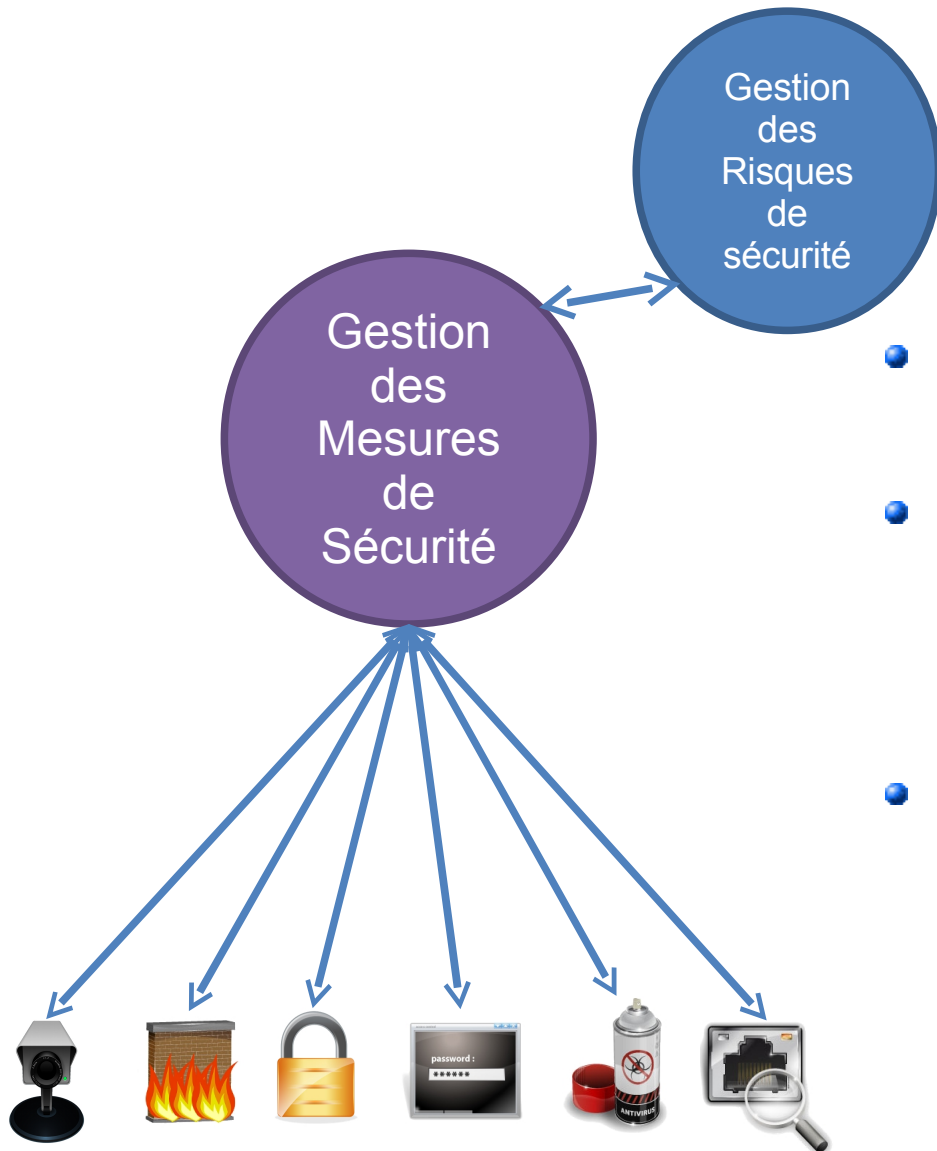 Gestion
des
Risques
de
sécurité
Gestion
des
Mesures
de
Sécurité
password :
******
ANTIVIRUS